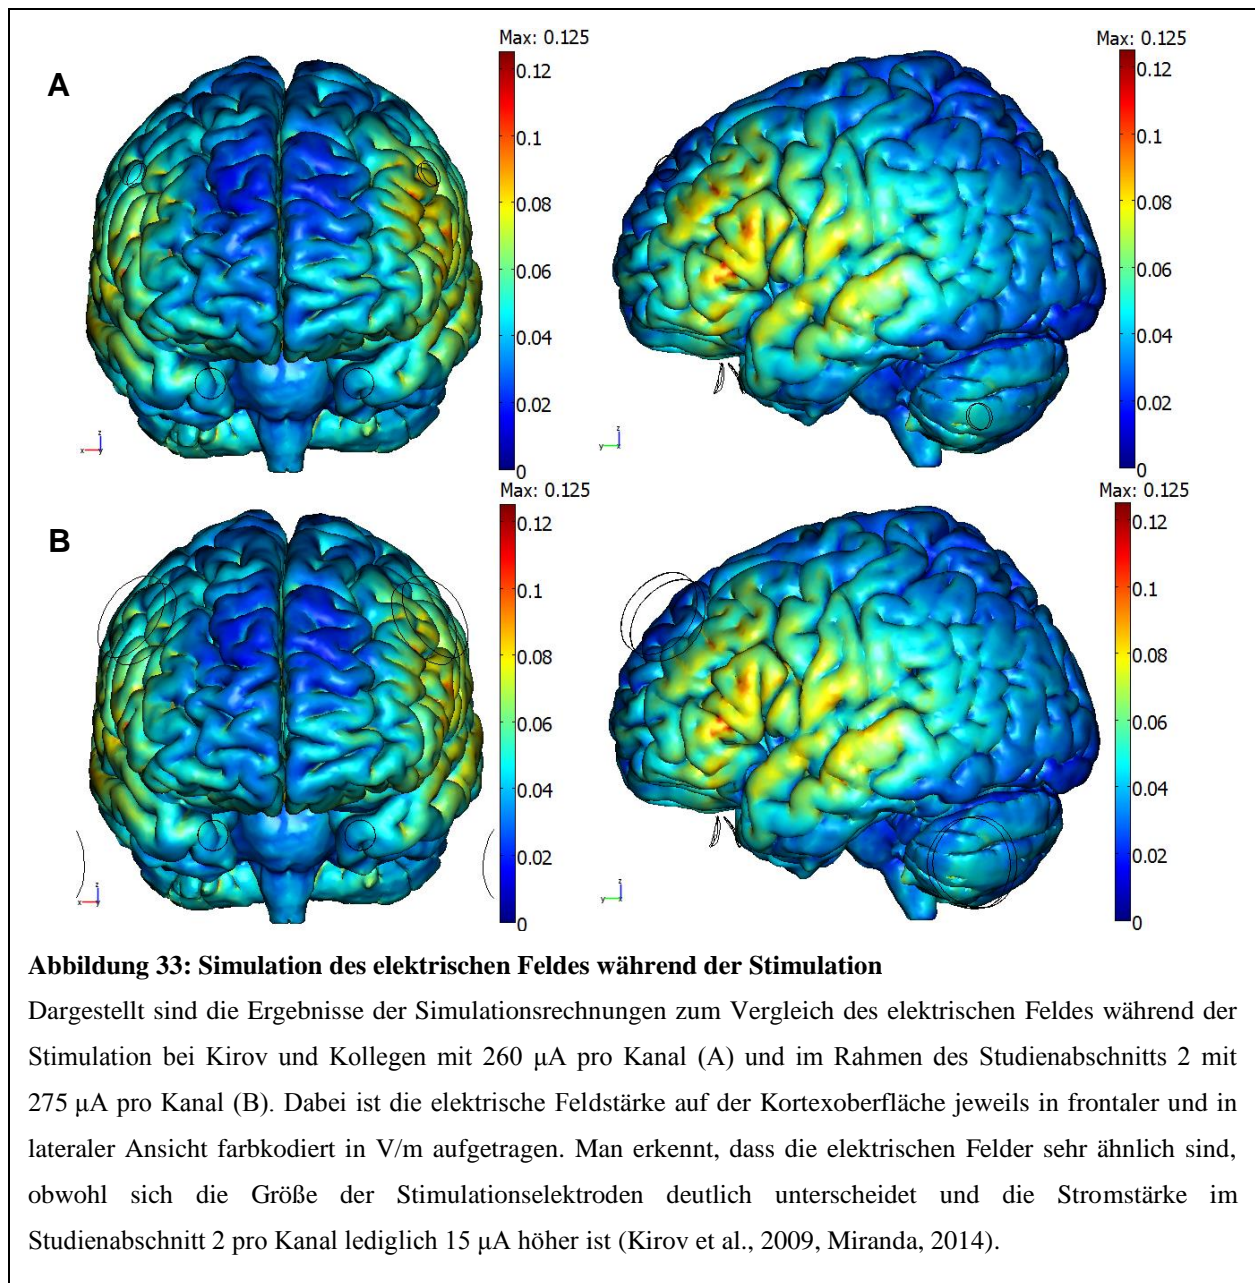 Max: 0.125
Max: 0.125
A
0.12
0.12
0.1
0.1
0.08
0.08
0.06
0.06
0.04
0.04
0.02
0.02
0
0
z
x
y
z
y
x
Max: 0.125
Max: 0.125
B
0.12
0.12
0.1
0.1
0.08
0.08
0.06
0.06
0.04
0.04
0.02
0.02
0
0
z
x
y
z
y
x
Abbildung 33: Simulation des elektrischen Feldes während der Stimulation
Dargestellt sind die Ergebnisse der Simulationsrechnungen zum Vergleich des elektrischen Feldes während der
Stimulation bei Kirov und Kollegen mit 260 µA pro Kanal (A) und im Rahmen des Studienabschnitts 2 mit
275 µA pro Kanal (B). Dabei ist die elektrische Feldstärke auf der Kortexoberfläche jeweils in frontaler und in
lateraler Ansicht farbkodiert in V/m aufgetragen. Man erkennt, dass die elektrischen Felder sehr ähnlich sind,
obwohl sich die Größe der Stimulationselektroden deutlich unterscheidet und die Stromstärke im
Studienabschnitt 2 pro Kanal lediglich 15 µA höher ist (Kirov et al., 2009, Miranda, 2014).